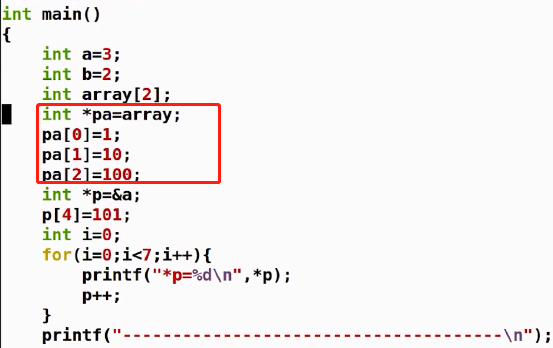 int main()
{
    int a=3;
    int b=2;
    int array[2];
    int *pa=array;
    pa[0]=1;
    pa[1]=10;
    pa[2]=100;
    int *p=&a;
    p[4]=101;
    int i=0;
    for(i=0;i<7;i++){
        printf("*p=%d\n",*p);
        p++;
    }
    printf("--------------------------------------\n");